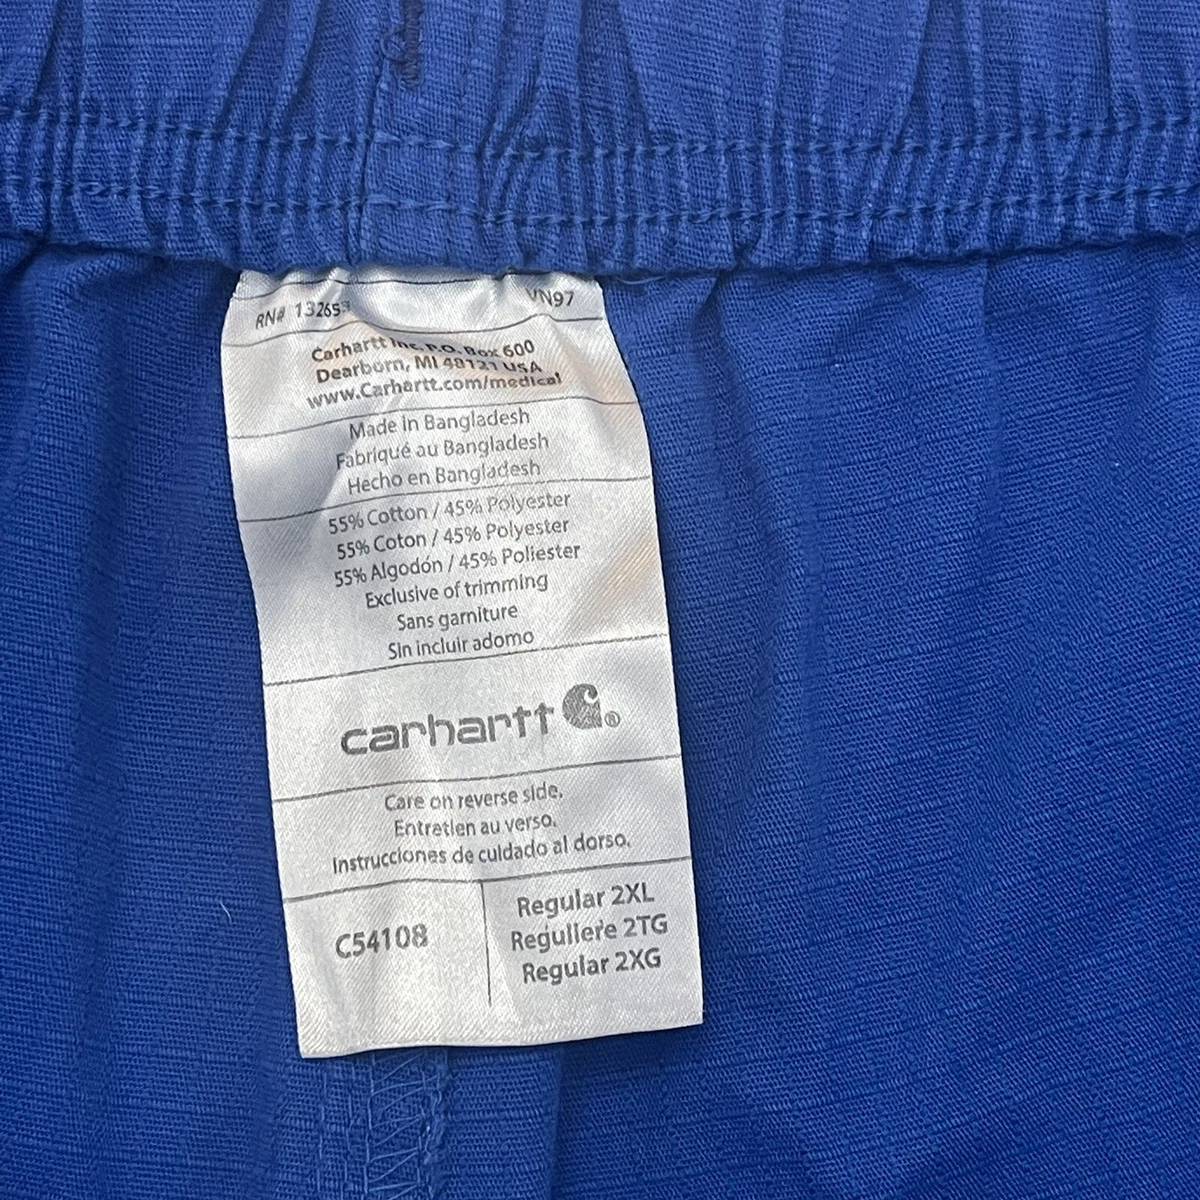 RN# 132653
VN97
Carhartt Inc. P.O. Box 600
Dearborn, MI 48121 USA
www.Carhartt.com/medical
Made in Bangladesh
Fabriqué au Bangladesh
Hecho en Bangladesh
55% Cotton / 45% Polyester
55% Coton / 45% Polyester
55% Algodón / 45% Poliester
Exclusive of trimming
Sans garniture
Sin incluir adorno
carhartt ®
Care on reverse side.
Entretien au verso.
Instrucciones de cuidado al dorso.
C54108
Regular 2XL
Reguliere 2TG
Regular 2XG